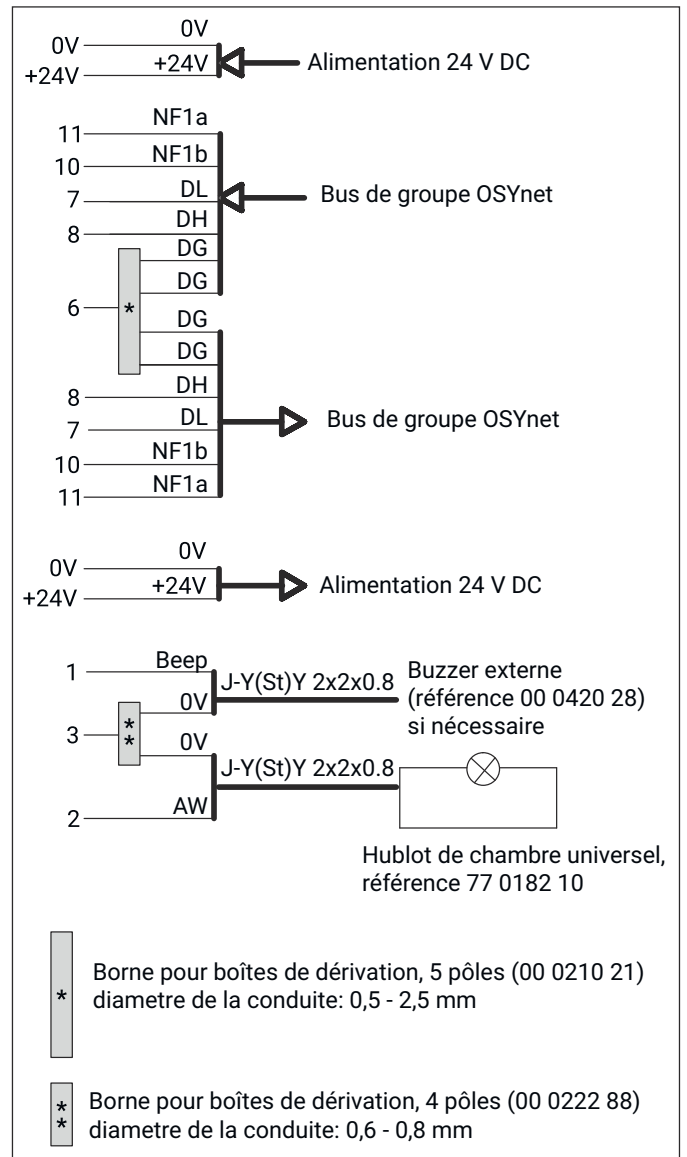 0V
0V
+24V
+24V
Alimentation 24 V DC
11 NF1a
10 NF1b
7 DL
Bus de groupe OSYnet
8 DH
DG
DG
6 *
DG
DG
8 DH
7 DL
Bus de groupe OSYnet
10 NF1b
11 NF1a
0V
0V
+24V
+24V
Alimentation 24 V DC
1 Beep
J-Y(St)Y 2x2x0.8
Buzzer externe
(référence 00 0420 28)
si nécessaire
0V
3 **
0V
J-Y(St)Y 2x2x0.8
2 AW
Hublot de chambre universel,
référence 77 0182 10
*
Borne pour boîtes de dérivation, 5 pôles (00 0210 21)
diametre de la conduite: 0,5 - 2,5 mm
**
Borne pour boîtes de dérivation, 4 pôles (00 0222 88)
diametre de la conduite: 0,6 - 0,8 mm